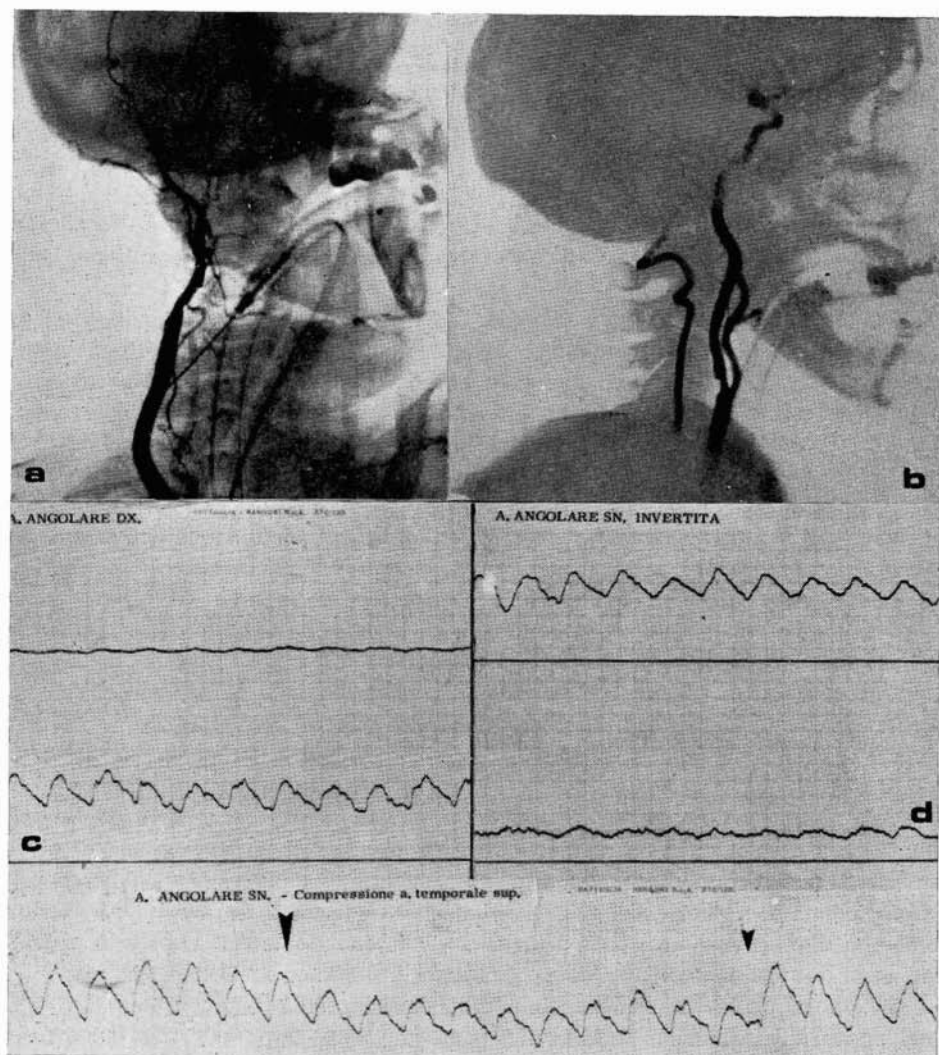 a
b
A. ANGOLARE DX.
A. ANGOLARE SN. INVERTITA
c
d
A. ANGOLARE SN. - Compressione a. temporale sup.